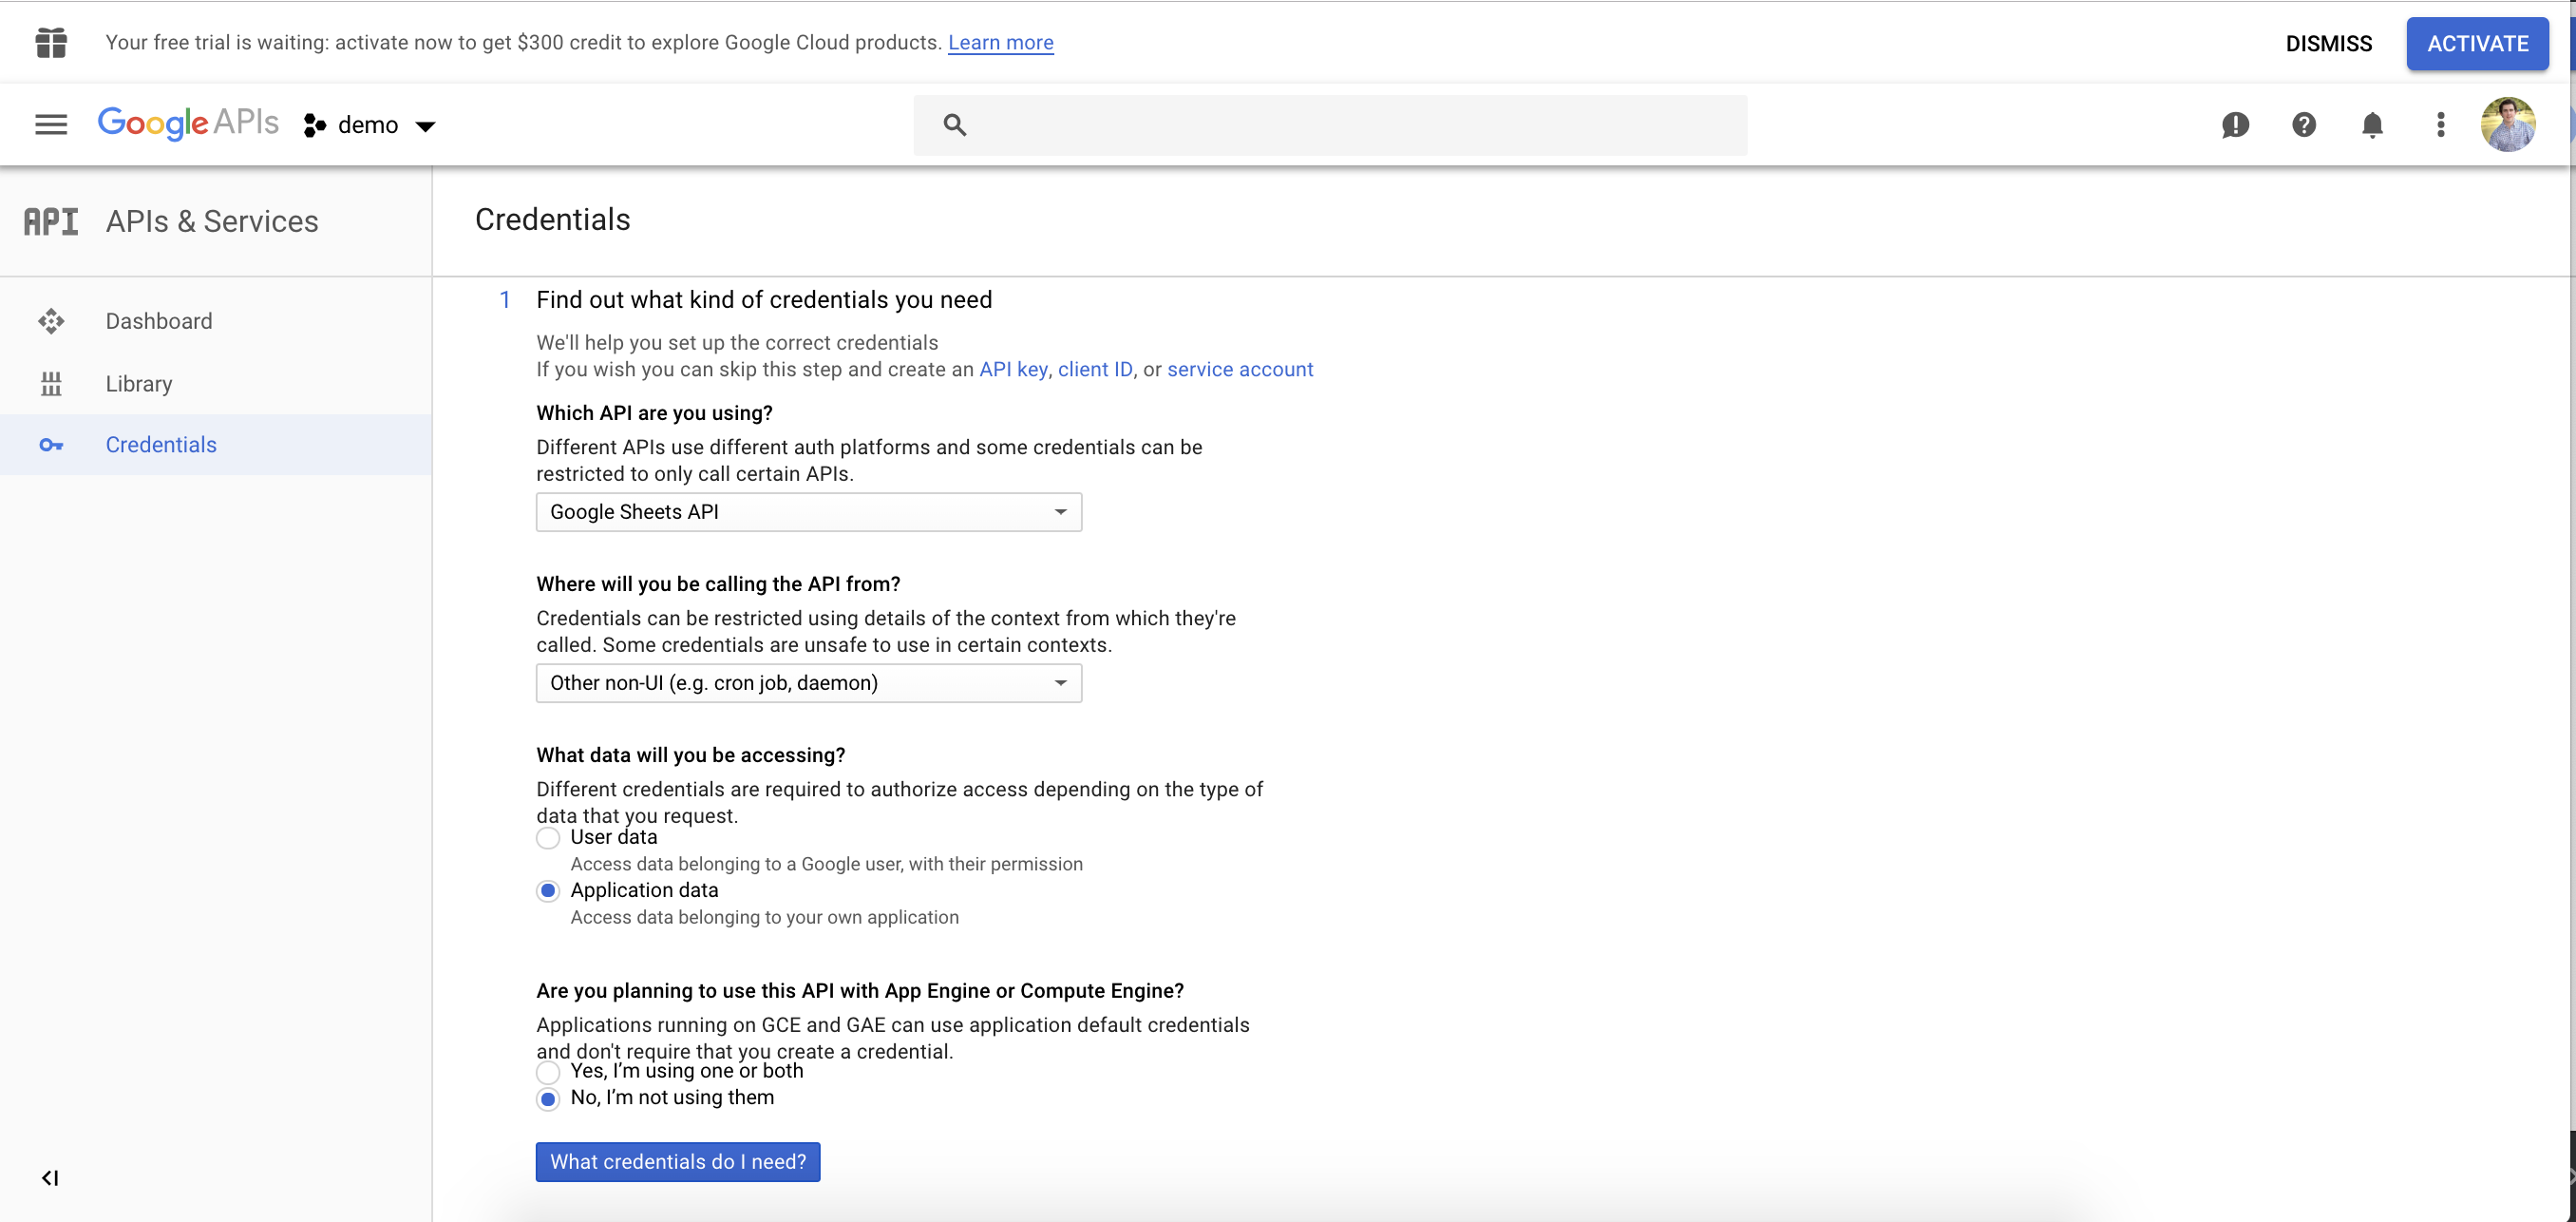 Your free trial is waiting: activate now to get $300 credit to explore Google Cloud products. Learn more
DISMISS
ACTIVATE
Google APIs
demo
API
APIs & Services
Credentials
Dashboard
Library
Credentials
1 Find out what kind of credentials you need
We'll help you set up the correct credentials
If you wish you can skip this step and create an API key, client ID, or service account
Which API are you using?
Different APIs use different auth platforms and some credentials can be
restricted to only call certain APIs.
Google Sheets API
Where will you be calling the API from?
Credentials can be restricted using details of the context from which they're
called. Some credentials are unsafe to use in certain contexts.
Other non-UI (e.g. cron job, daemon)
What data will you be accessing?
Different credentials are required to authorize access depending on the type of
data that you request.
User data
Access data belonging to a Google user, with their permission
Application data
Access data belonging to your own application
Are you planning to use this API with App Engine or Compute Engine?
Applications running on GCE and GAE can use application default credentials
and don't require that you create a credential.
Yes, I’m using one or both
No, I’m not using them
What credentials do I need?